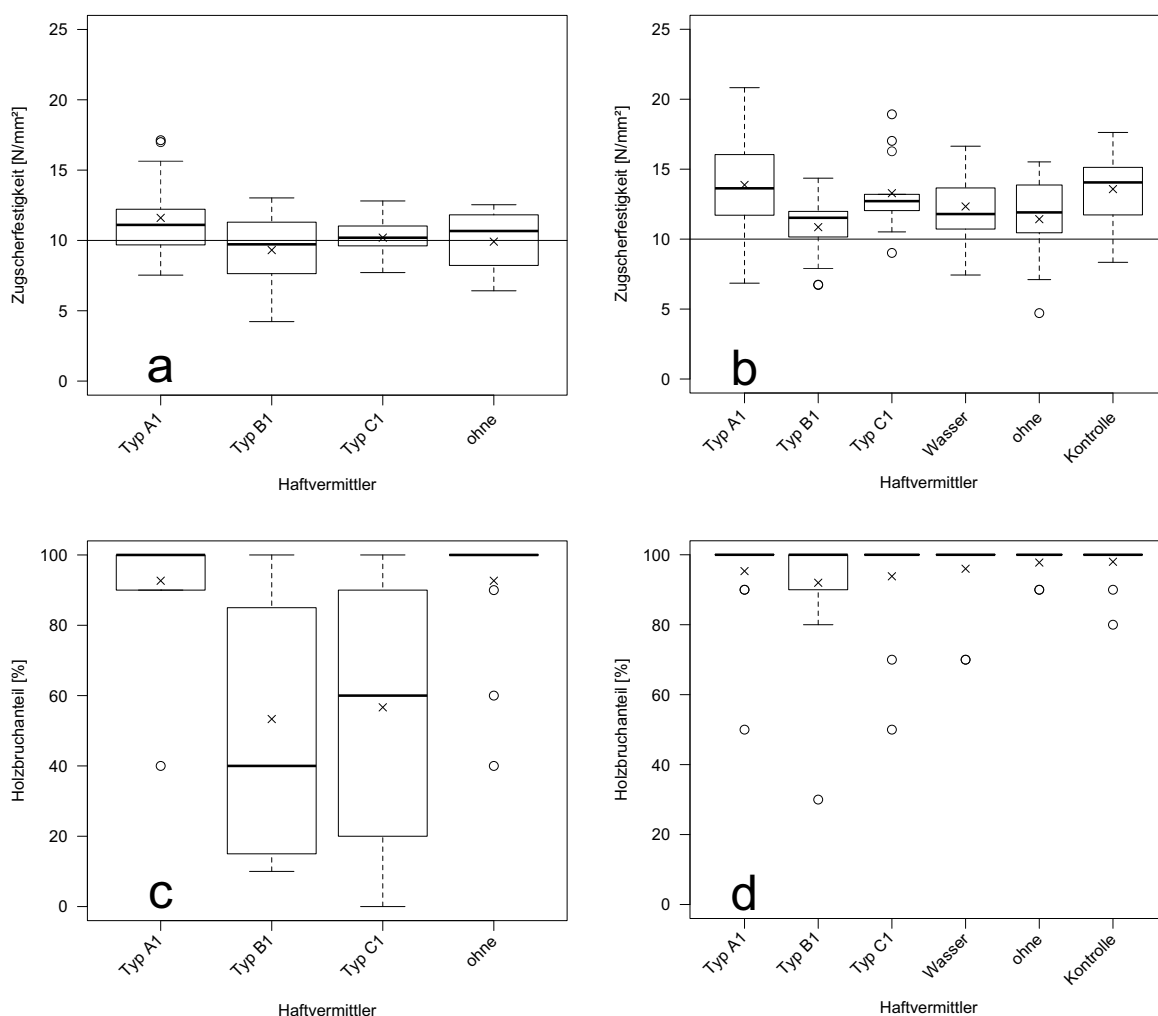 Zugscherfestigkeit [N/mm²]
25
20
15
10
5
0
a
Typ A1
Typ B1
Typ C1
ohne
Haftvermittler
Zugscherfestigkeit [N/mm²]
25
20
15
10
5
0
b
Typ A1
Typ B1
Typ C1
Wasser
ohne
Kontrolle
Haftvermittler
Holzbruchanteil [%]
100
80
60
40
20
0
c
Typ A1
Typ B1
Typ C1
ohne
Haftvermittler
Holzbruchanteil [%]
100
80
60
40
20
0
d
Typ A1
Typ B1
Typ C1
Wasser
ohne
Kontrolle
Haftvermittler